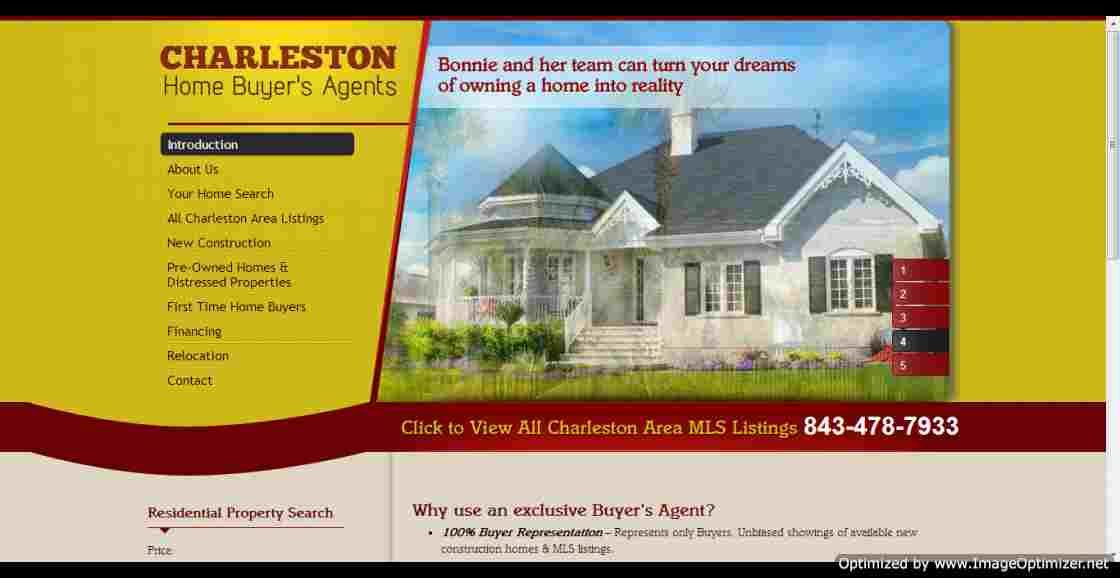 CHARLESTON
Home Buyer's Agents
Introduction
About Us
Your Home Search
All Charleston Area Listings
New Construction
Pre-Owned Homes &
Distressed Properties
First Time Home Buyers
Financing
Relocation
Contact
Bonnie and her team can turn your dreams
of owning a home into reality
1
2
3
4
5
Click to View All Charleston Area MLS Listings 843-478-7933
Residential Property Search
Price:
Why use an exclusive Buyer's Agent?
• 100% Buyer Representation – Represents only Buyers. Unbiased showings of available new
construction homes & MLS listings.
Optimized by www.ImageOptimizer.net